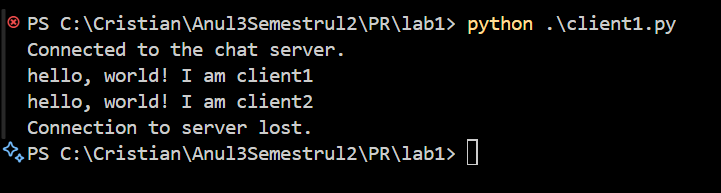 PS C:\Cristian\Anul3Semestrul2\PR\lab1> python .\client1.py
Connected to the chat server.
hello, world! I am client1
hello, world! I am client2
Connection to server lost.
PS C:\Cristian\Anul3Semestrul2\PR\lab1>